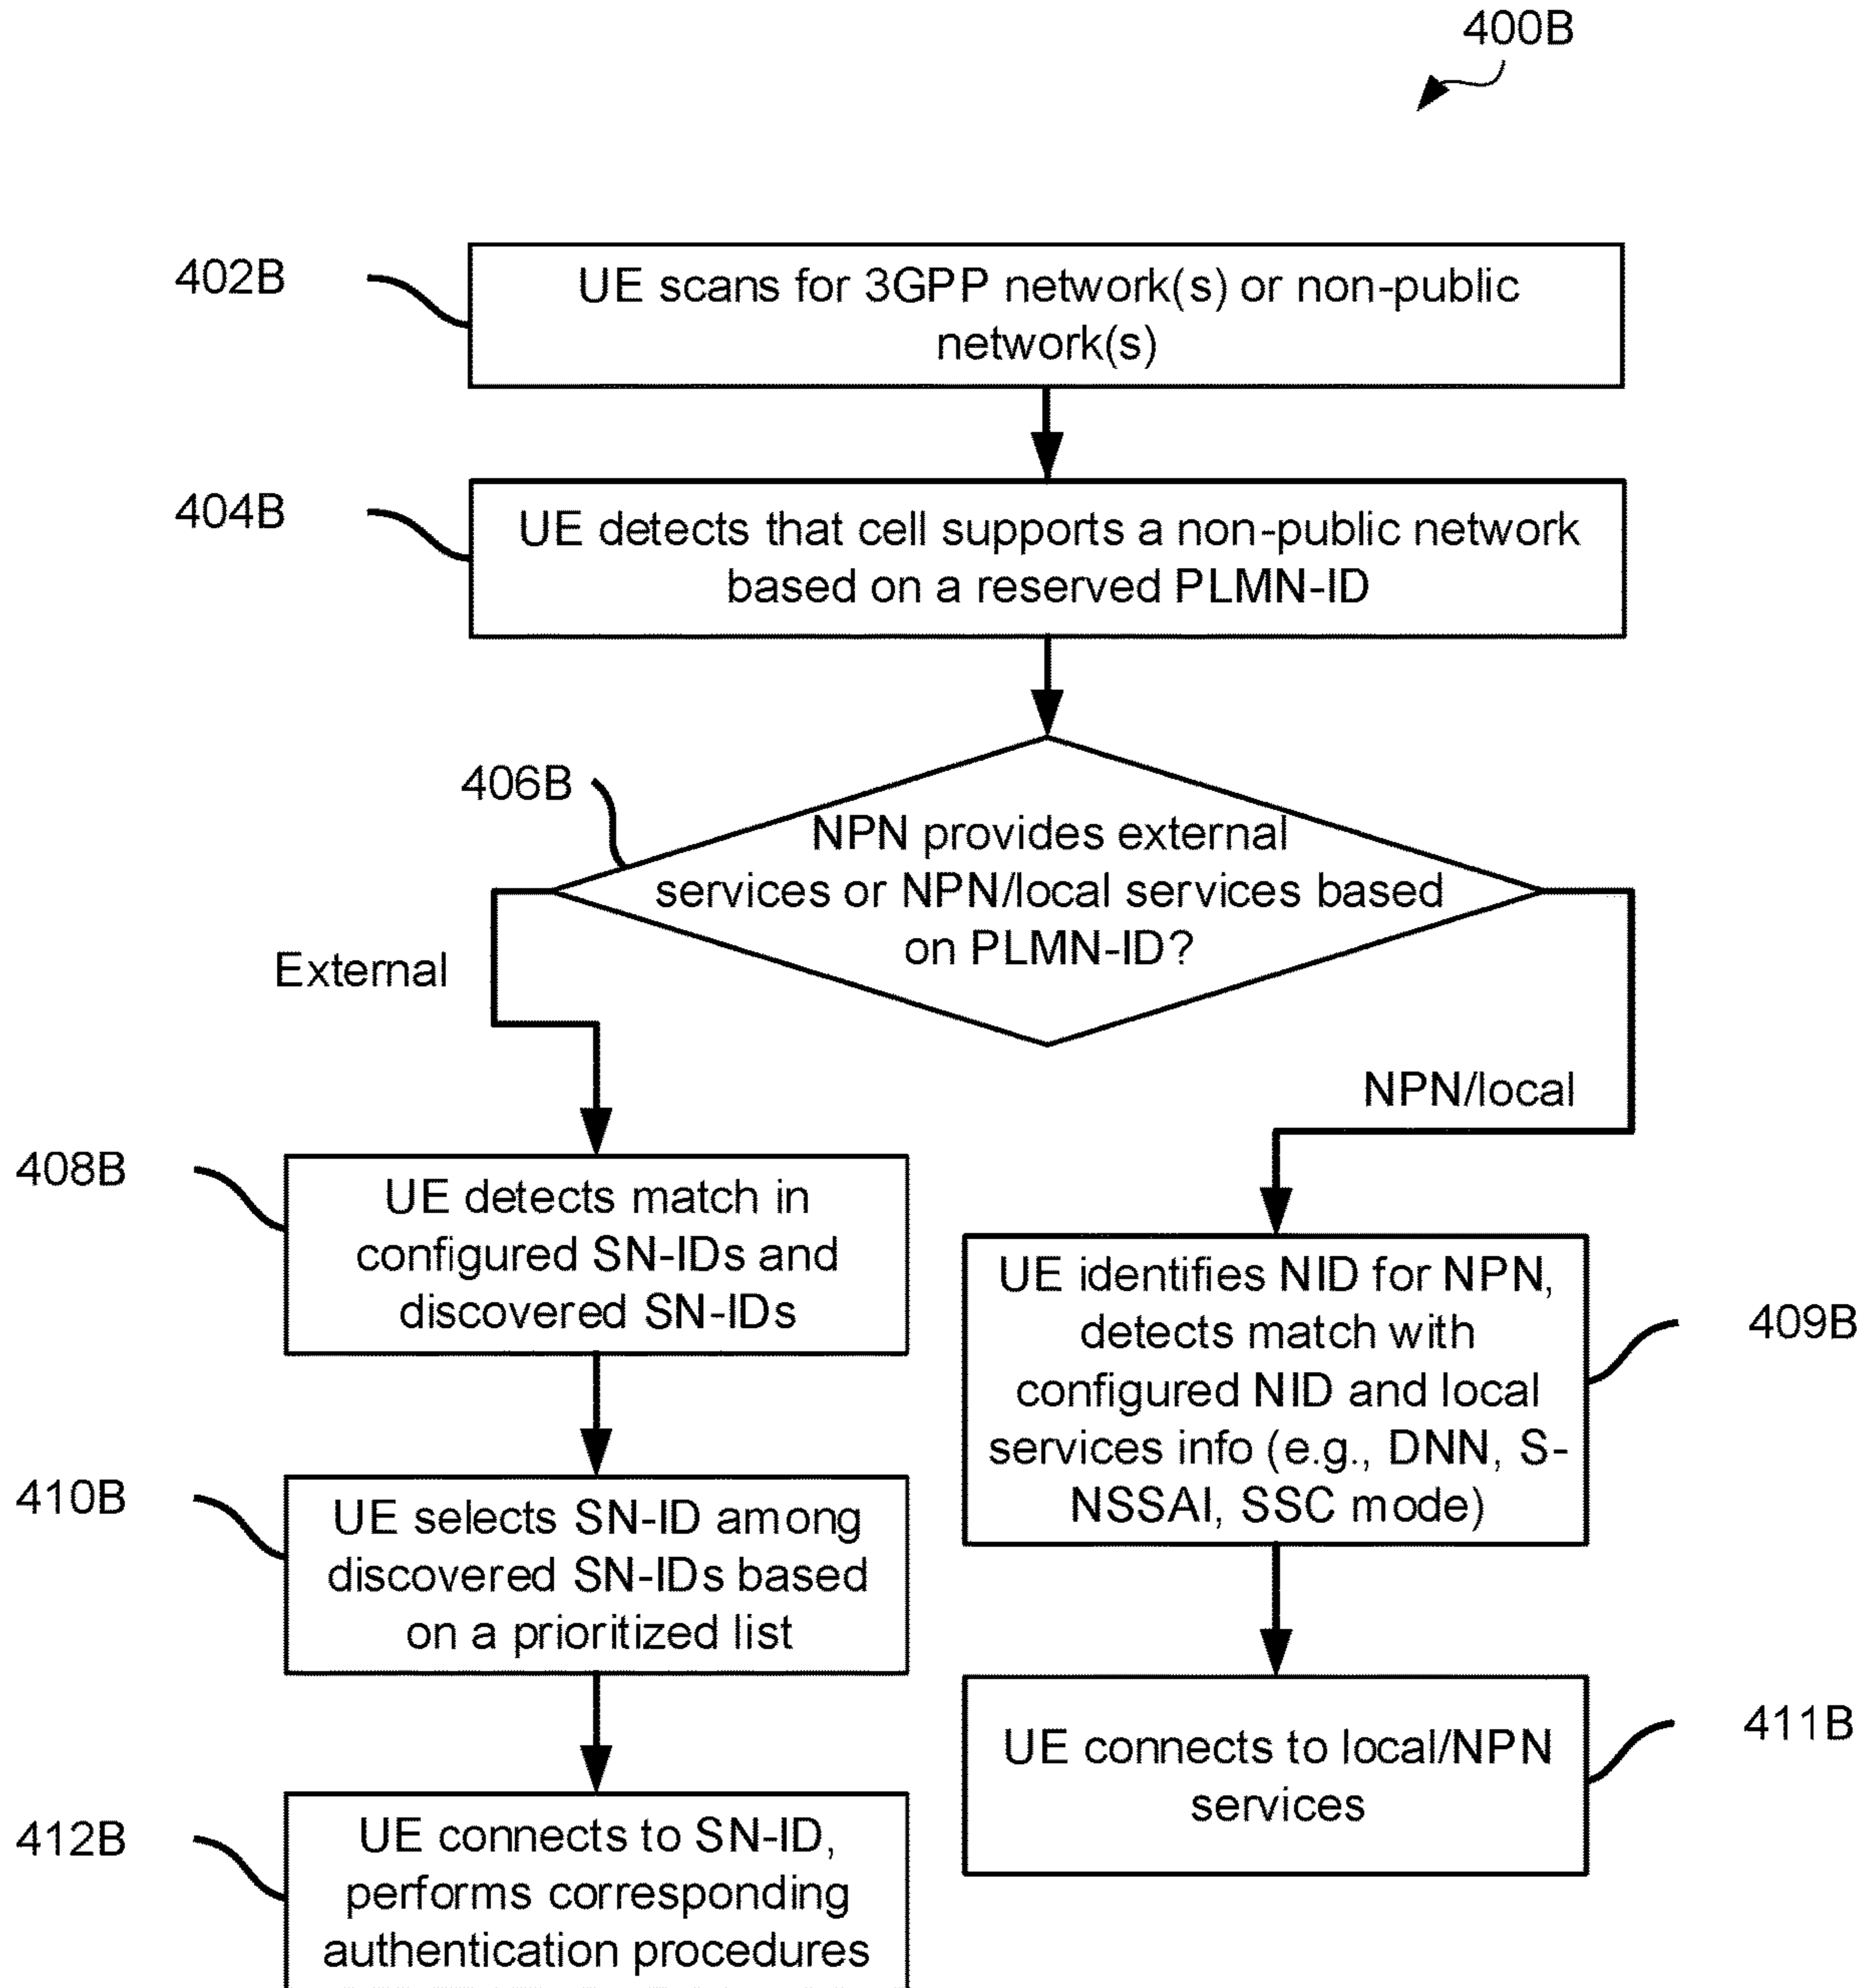 400B
402B
UE scans for 3GPP network(s) or non-public
network(s)
404B
UE detects that cell supports a non-public network
based on a reserved PLMN-ID
406B
NPN provides external
services or NPN/local services based
on PLMN-ID?
External
NPN/local
408B
UE detects match in
configured SN-IDs and
discovered SN-IDs
409B
UE identifies NID for NPN,
detects match with
configured NID and local
services info (e.g., DNN, S-
NSSAI, SSC mode)
410B
UE selects SN-ID among
discovered SN-IDs based
on a prioritized list
411B
UE connects to local/NPN
services
412B
UE connects to SN-ID,
performs corresponding
authentication procedures